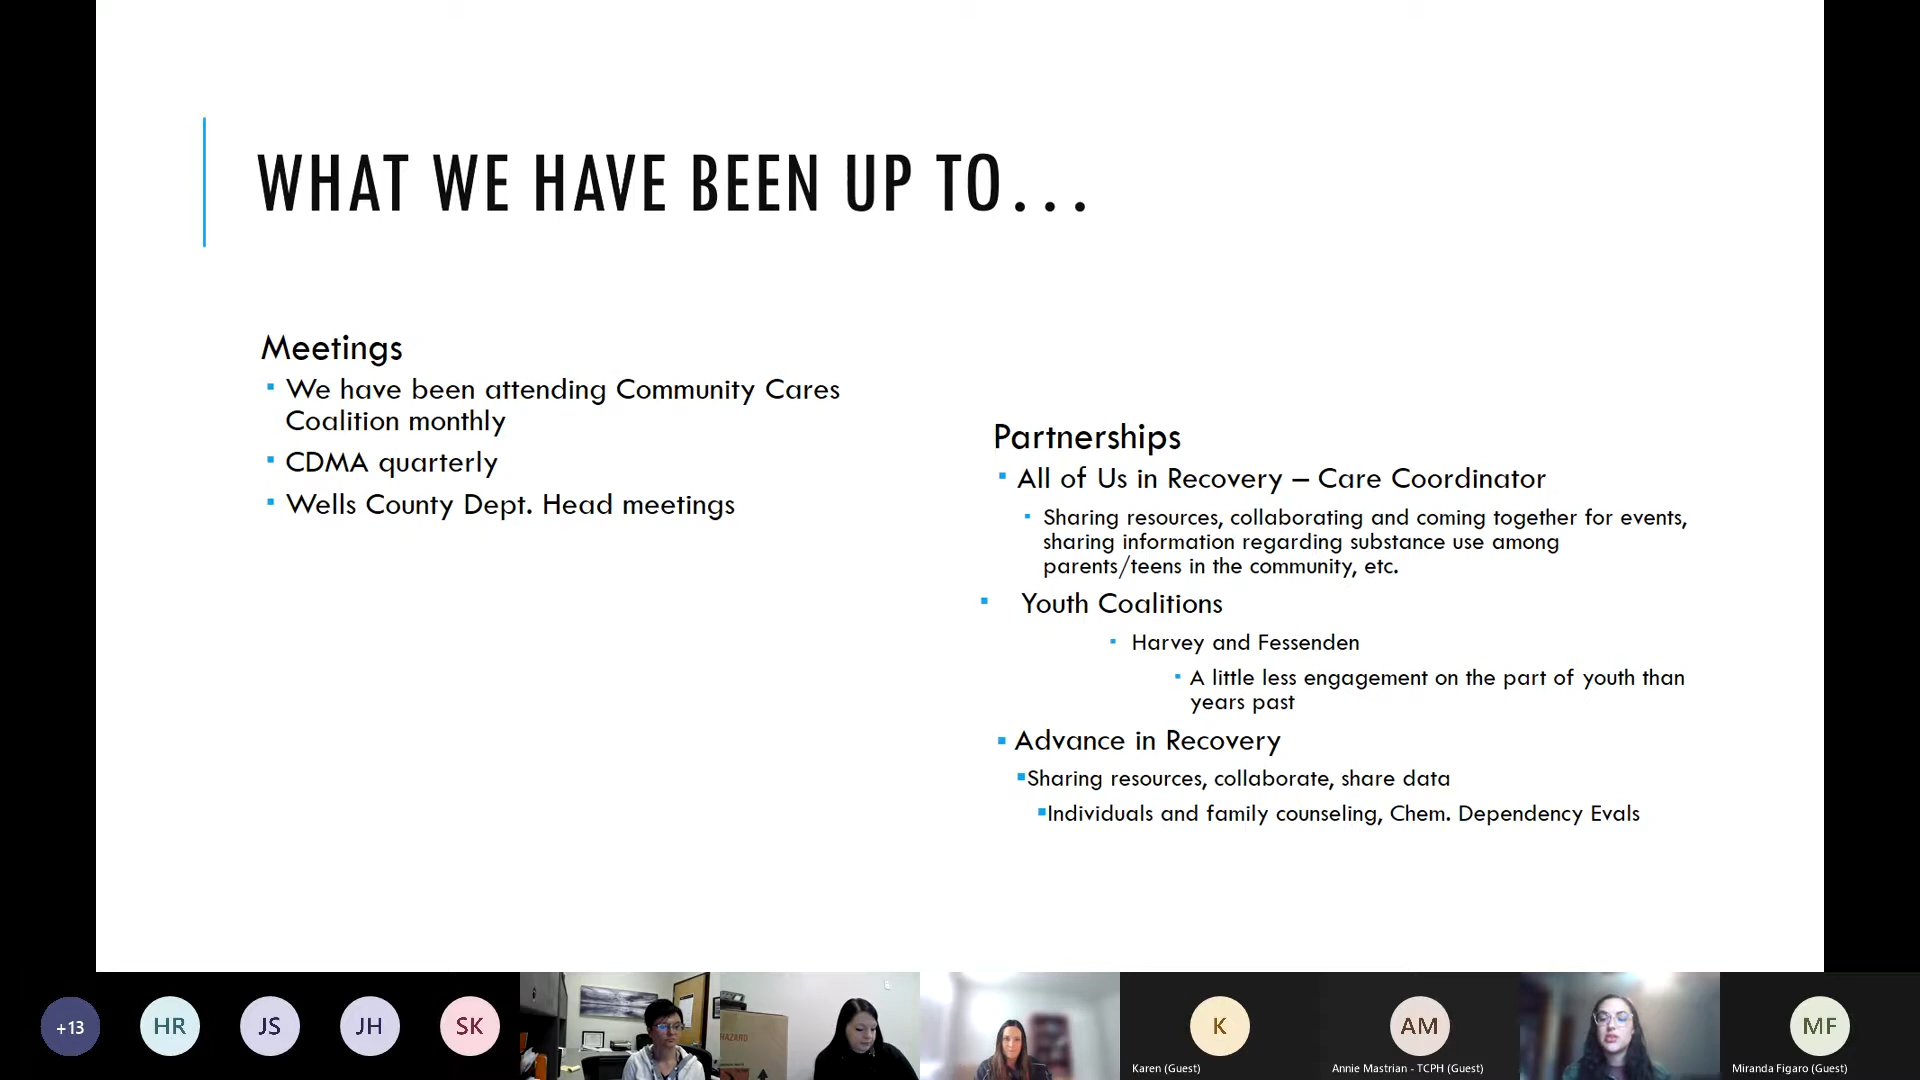 WHAT WE HAVE BEEN UP TO...
Meetings
We have been attending Community Cares
Coalition monthly
CDMA quarterly
Wells County Dept. Head meetings
Partnerships
All of Us in Recovery – Care Coordinator
Sharing resources, collaborating and coming together for events,
sharing information regarding substance use among
parents/teens in the community, etc.
Youth Coalitions
Harvey and Fessenden
A little less engagement on the part of youth than
years past
Advance in Recovery
Sharing resources, collaborate, share data
Individuals and family counseling, Chem. Dependency Evals
+13
HR
JS
JH
SK
HAZARD
K
Karen (Guest)
AM
Annie Mastrian - TCPH (Guest)
MF
Miranda Figaro (Guest)